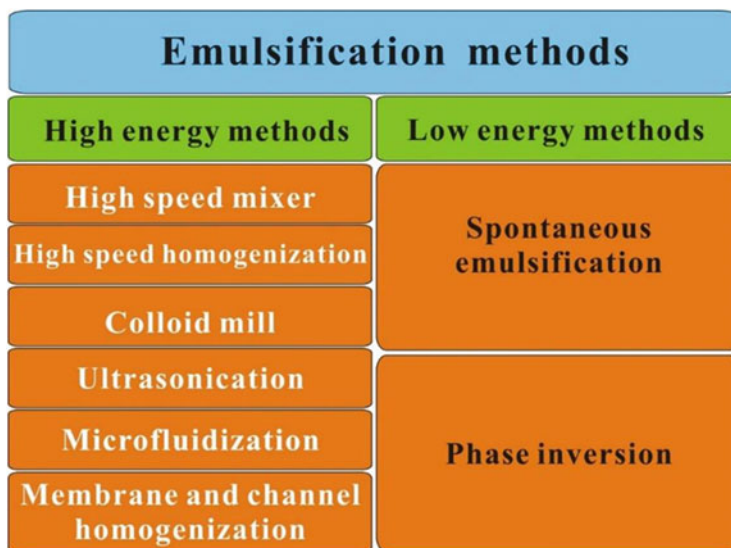 Emulsification methods
High energy methods
Low energy methods
High speed mixer
High speed homogenization
Colloid mill
Ultrasonication
Microfluidization
Membrane and channel
homogenization
Spontaneous
emulsification
Phase inversion